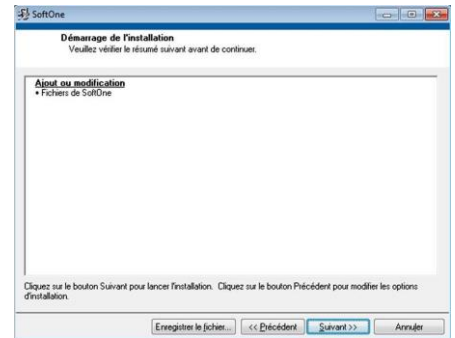 SoftOne
Démarrage de l'installation
Veuillez vérifier le résumé suivant avant de continuer.
Ajout ou modification
• Fichiers de SoftOne
Cliquez sur le bouton Suivant pour lancer l'installation. Cliquez sur le bouton Précédent pour modifier les options
d'installation.
Enregistrer le fichier... << Précédent Suivant >> Annuler